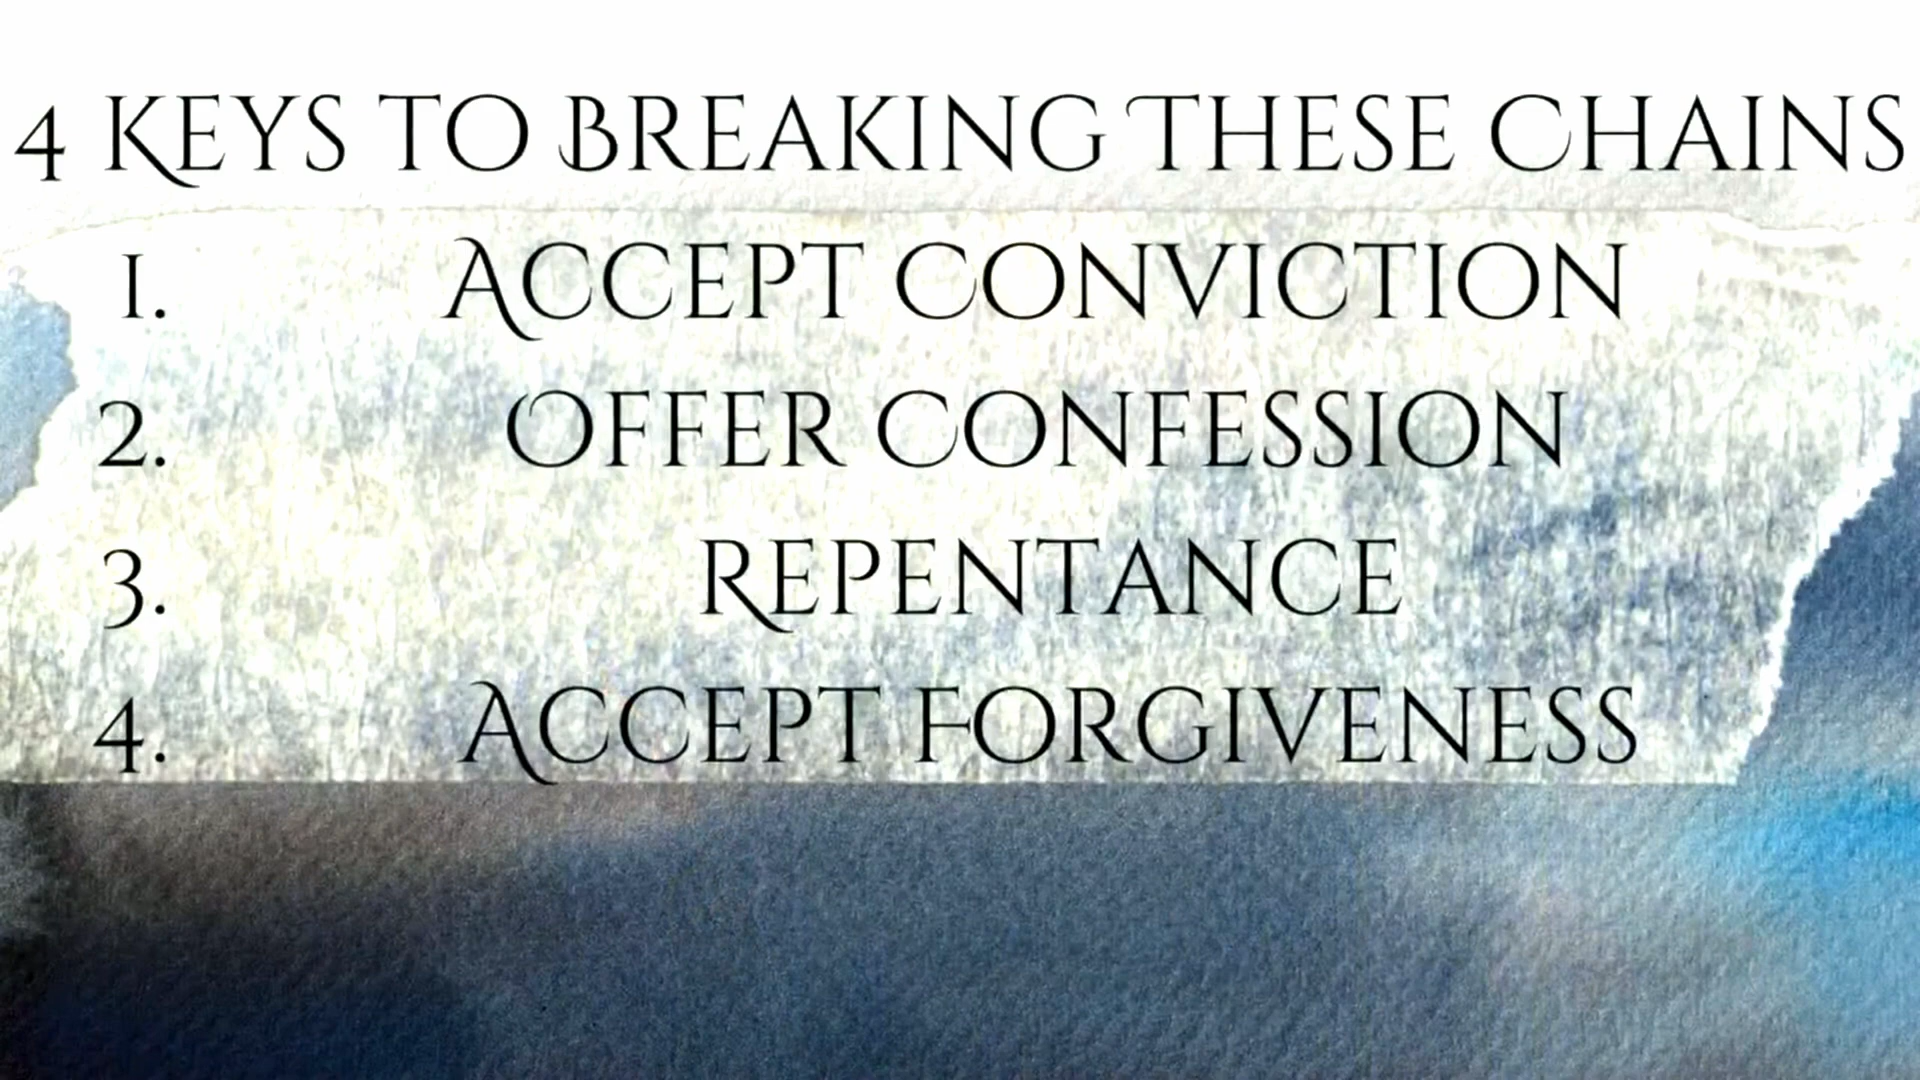 4 Keys to Breaking These Chains
1. Accept Conviction
2. Offer Confession
3. Repentance
4. Accept Forgiveness